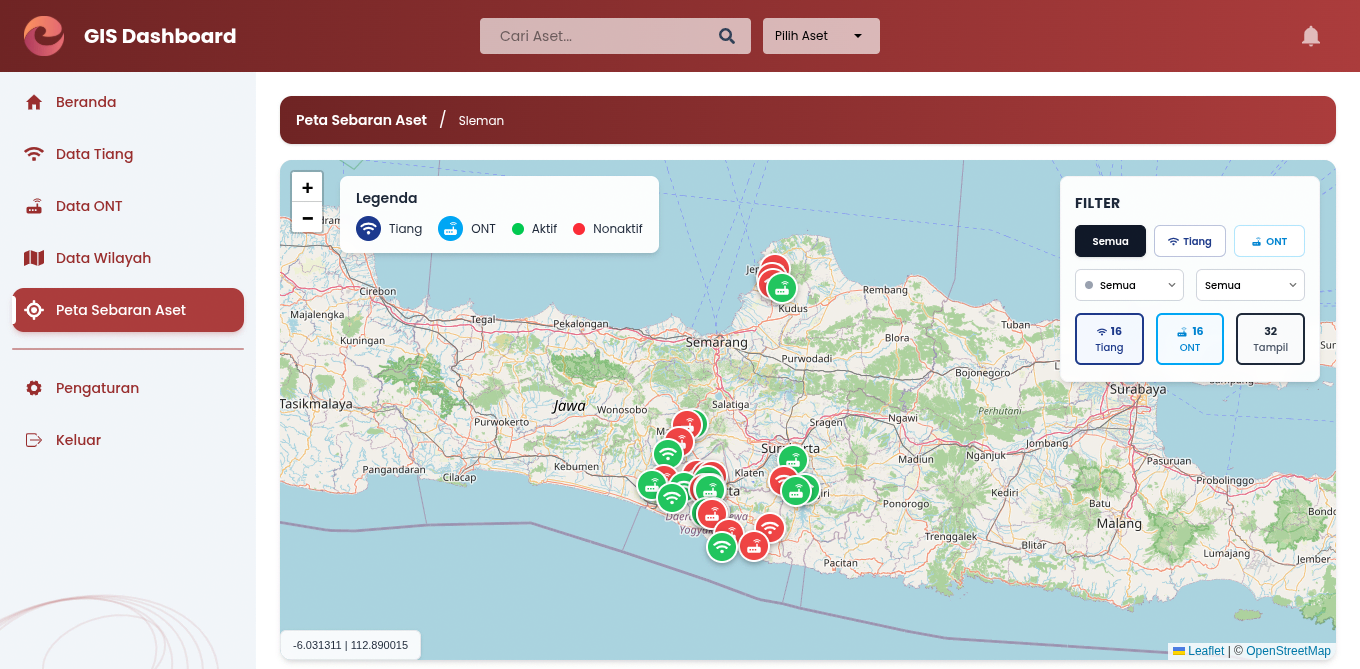 GIS Dashboard
Cari Aset...
Pilih Aset
Beranda
Data Tiang
Data ONT
Data Wilayah
Peta Sebaran Aset
Pengaturan
Keluar
Peta Sebaran Aset / Sleman
+
−
Legenda
Tiang ONT Aktif Nonaktif
FILTER
Semua Tiang ONT
Semua Semua
16 16 32
Tiang ONT Tampil
Cirebon
Majalengka
Tegal
Pekalongan
Kuningan
Semarang
Kudus
Rembang
Tuban
Blora
Purwodadi
Bojonegoro
Surabaya
Tasikmalaya
Jawa
Wonosobo
Salatiga
Purwokerto
Sragen
Ngawi
Perhutani
Jombang
Madiun
Nganjuk
Pasuruan
Pangandaran
Cilacap
Kebumen
Klaten
Probolinggo
Kediri
Batu
Ponorogo
Malang
Trenggalek
Blitar
Lumajang
Jember
Pacitan
-6.031311 | 112.890015
Leaflet | © OpenStreetMap